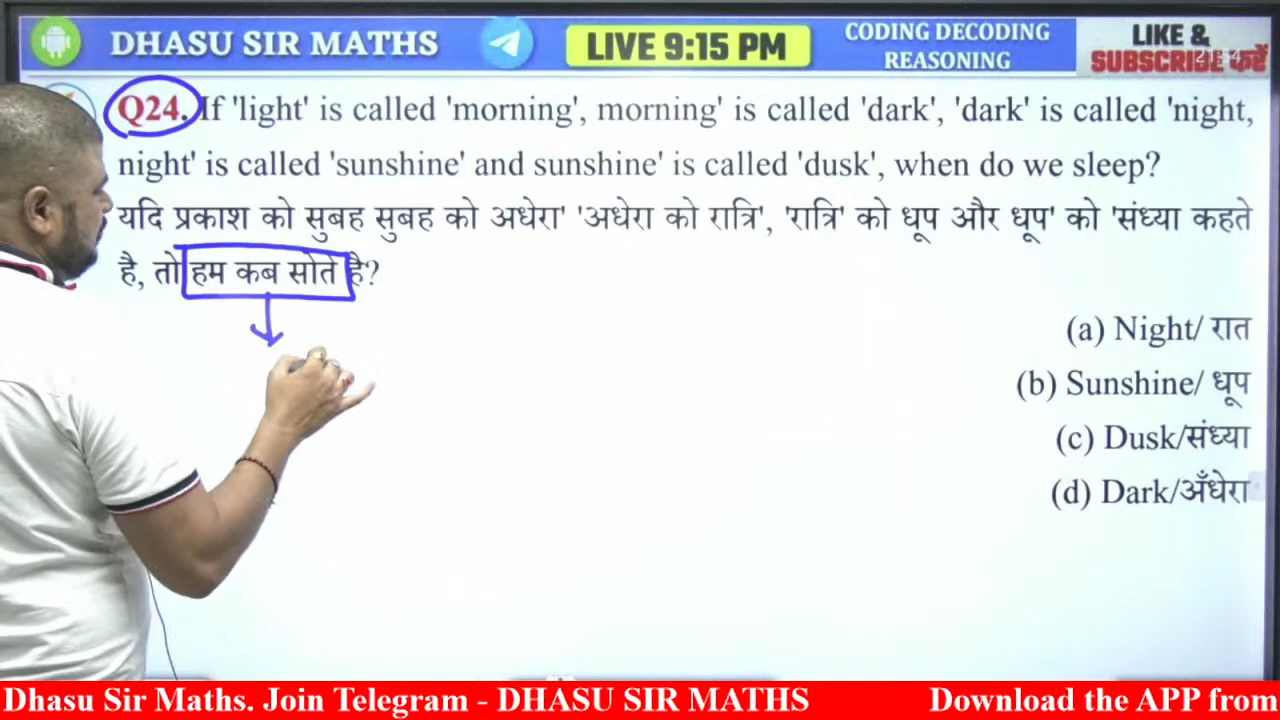 DHASU SIR MATHS
LIVE 9:15 PM
CODING DECODING
REASONING
LIKE &
SUBSCRIBE करें
Q24. If 'light' is called 'morning', morning' is called 'dark', 'dark' is called 'night,
night' is called 'sunshine' and sunshine' is called 'dusk', when do we sleep?
यदि प्रकाश को सुबह सुबह को अधेरा' 'अधेरा को रात्रि', 'रात्रि' को धूप और धूप' को 'संध्या कहते
है, तो हम कब सोते है?
(a) Night/ रात
(b) Sunshine/ धूप
(c) Dusk/संध्या
(d) Dark/अँधेरा
Dhasu Sir Maths. Join Telegram - DHASU SIR MATHS
Download the APP from